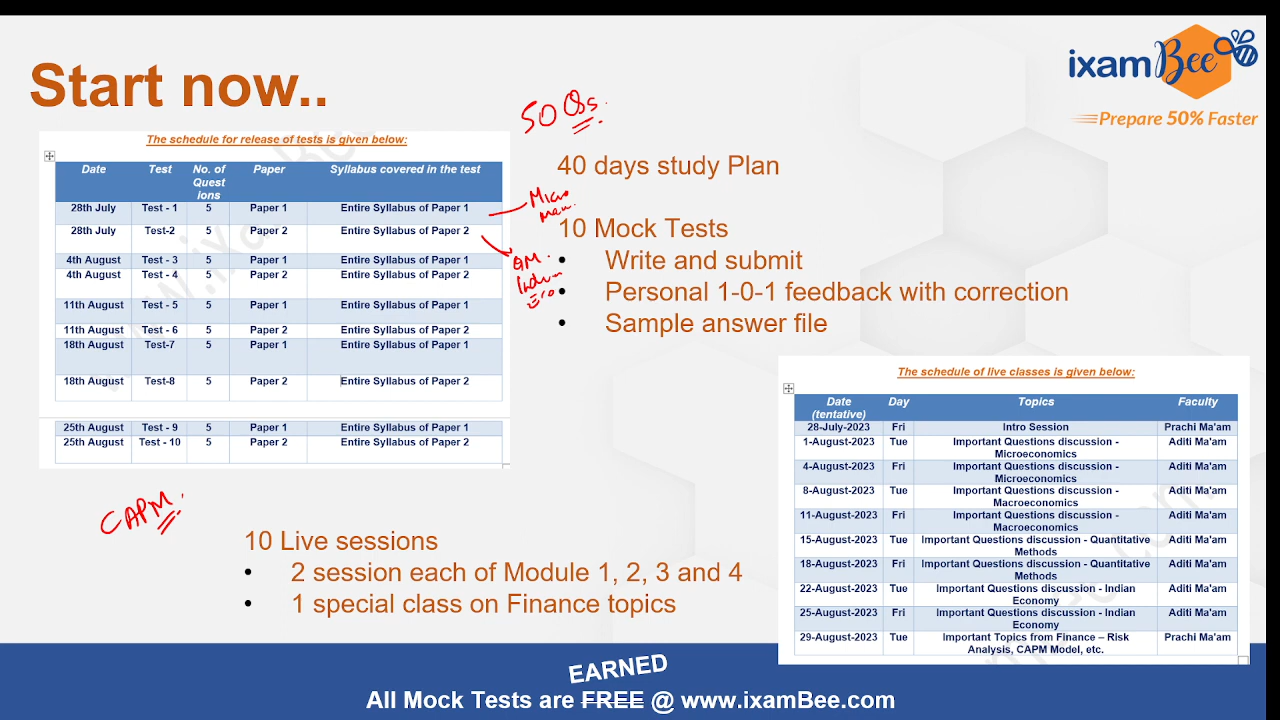 Start now..
ixamBee
Prepare 50% Faster
50 Qs.
The schedule for release of tests is given below:
Date Test No. of Quest ions Paper Syllabus covered in the test
28th July Test - 1 5 Paper 1 Entire Syllabus of Paper 1
28th July Test-2 5 Paper 2 Entire Syllabus of Paper 2
4th August Test - 3 5 Paper 1 Entire Syllabus of Paper 1
4th August Test - 4 5 Paper 2 Entire Syllabus of Paper 2
11th August Test - 5 5 Paper 1 Entire Syllabus of Paper 1
11th August Test - 6 5 Paper 2 Entire Syllabus of Paper 2
18th August Test-7 5 Paper 1 Entire Syllabus of Paper 1
18th August Test-8 5 Paper 2 Entire Syllabus of Paper 2
25th August Test - 9 5 Paper 1 Entire Syllabus of Paper 1
25th August Test - 10 5 Paper 2 Entire Syllabus of Paper 2
40 days study Plan
Micro
QM.
10 Mock Tests
• Write and submit
• Personal 1-0-1 feedback with correction
• Sample answer file
The schedule of live classes is given below:
Date (tentative) Day Topics Faculty
28-July-2023 Fri Intro Session Prachi Ma'am
1-August-2023 Tue Important Questions discussion - Microeconomics Aditi Ma'am
4-August-2023 Fri Important Questions discussion - Microeconomics Aditi Ma'am
8-August-2023 Tue Important Questions discussion - Macroeconomics Aditi Ma'am
11-August-2023 Fri Important Questions discussion - Macroeconomics Aditi Ma'am
15-August-2023 Tue Important Questions discussion - Quantitative Methods Aditi Ma'am
18-August-2023 Fri Important Questions discussion - Quantitative Methods Aditi Ma'am
22-August-2023 Tue Important Questions discussion - Indian Economy Aditi Ma'am
25-August-2023 Fri Important Questions discussion - Indian Economy Aditi Ma'am
29-August-2023 Tue Important Topics from Finance – Risk Analysis, CAPM Model, etc. Prachi Ma'am
CAPM.
10 Live sessions
• 2 session each of Module 1, 2, 3 and 4
• 1 special class on Finance topics
EARNED
All Mock Tests are FREE @ www.ixamBee.com